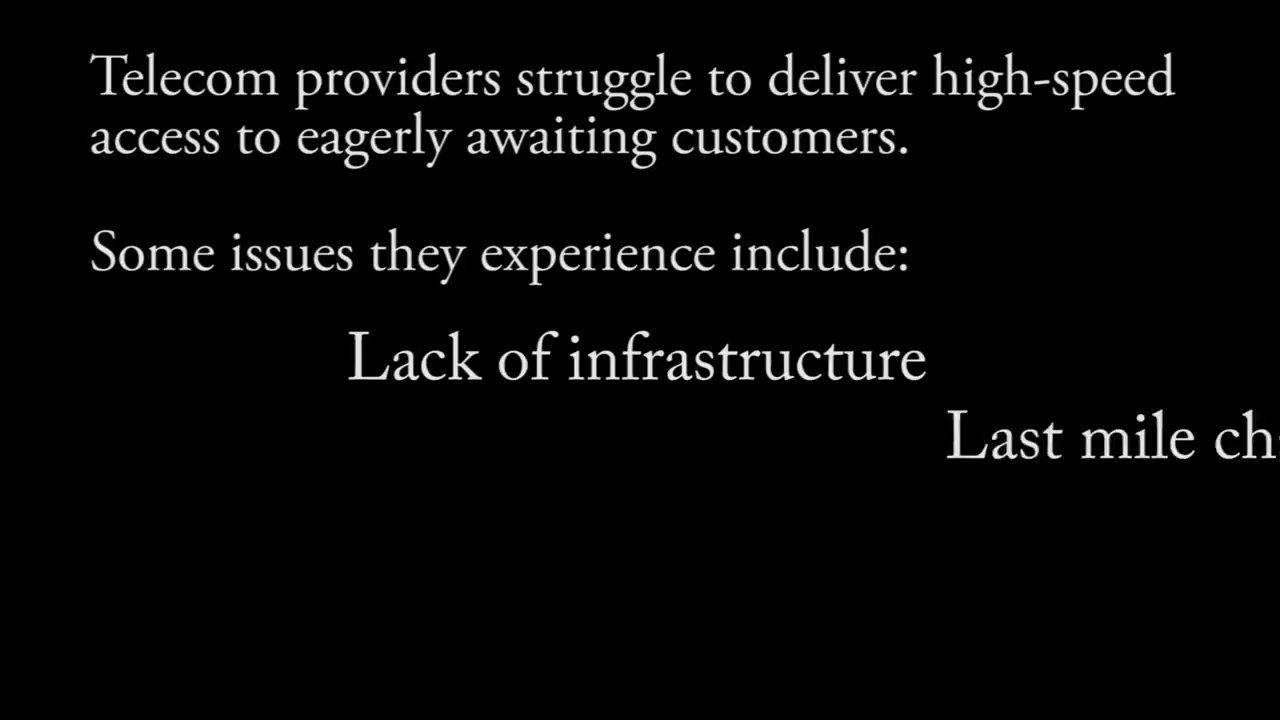 Telecom providers struggle to deliver high-speed
access to eagerly awaiting customers.
Some issues they experience include:
Lack of infrastructure
Last mile